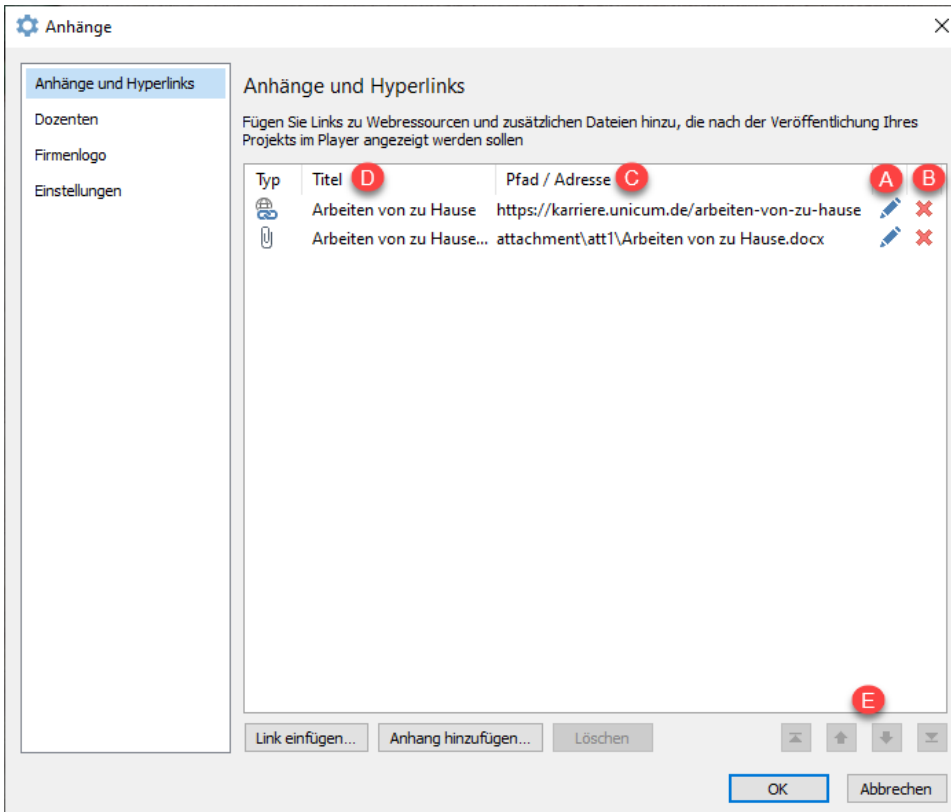 Anhänge
Anhänge und Hyperlinks
Dozenten
Firmenlogo
Einstellungen
Anhänge und Hyperlinks
Fügen Sie Links zu Webressourcen und zusätzlichen Dateien hinzu, die nach der Veröffentlichung Ihres
Projekts im Player angezeigt werden sollen
Typ Titel D Pfad / Adresse C A B
Arbeiten von zu Hause https://karriere.unicum.de/arbeiten-von-zu-hause
Arbeiten von zu Hause... attachment\att1\Arbeiten von zu Hause.docx
E
Link einfügen... Anhang hinzufügen... Löschen
OK Abbrechen